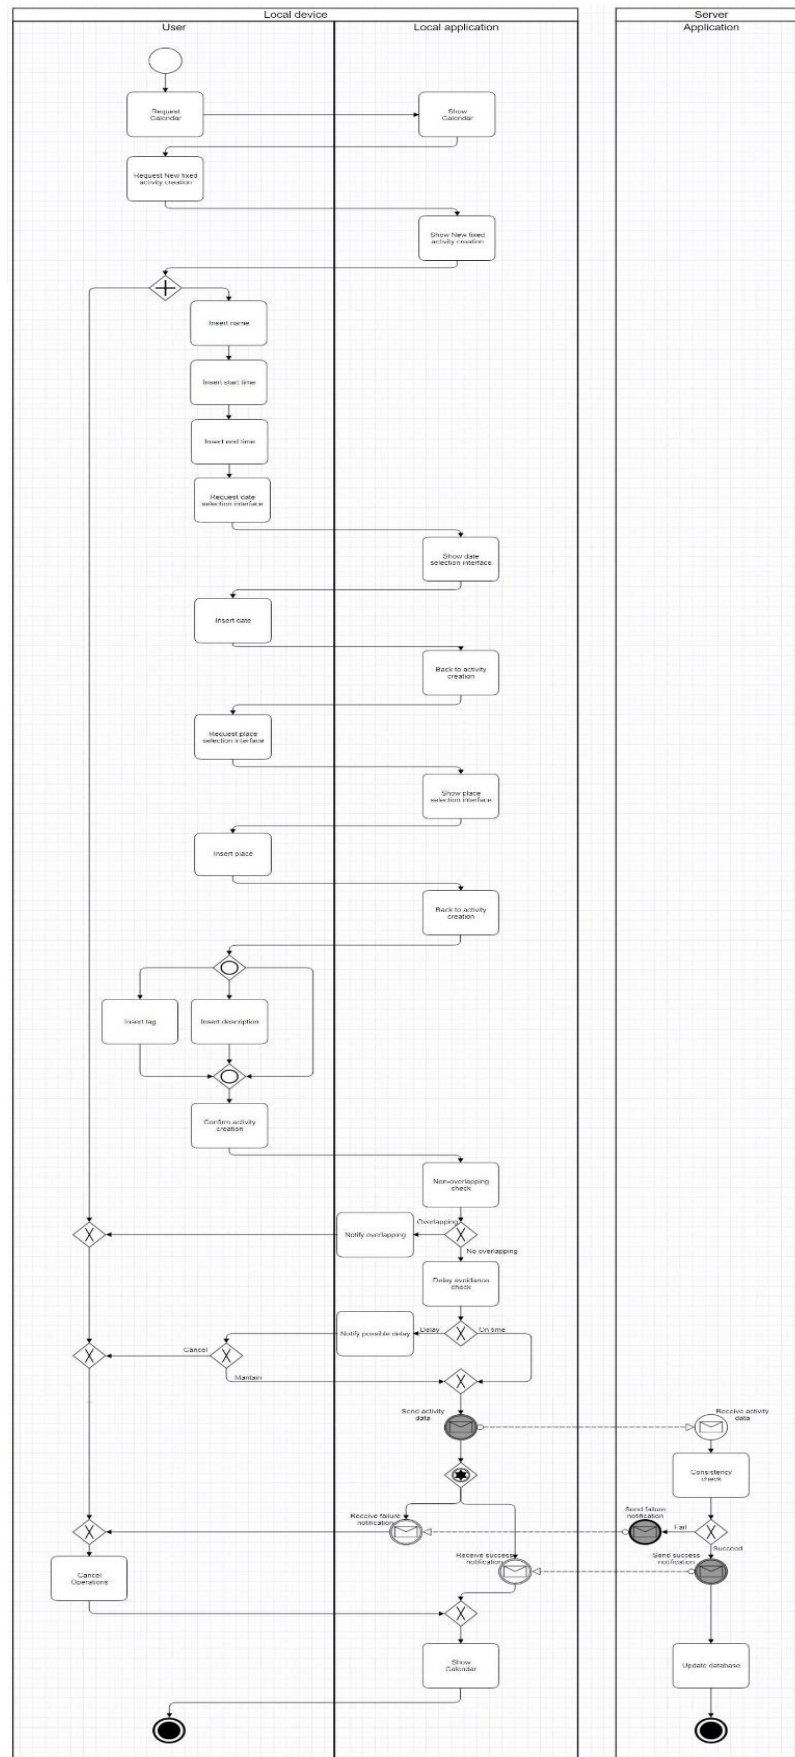 Local device
Server
User
Local application
Application
Request
Calendar
Show
Calendar
Request New fixed
activity creation
Show New fixed
activity creation
Insert name
Insert start time
Insert end time
Request date
selection interface
Show date
selection interface
Insert date
Back to activity
creation
Request place
selection interface
Show place
selection interface
Insert place
Back to activity
creation
Insert tag
Insert description
Confirm activity
creation
Non-overlapping
check
Overlapping
Notify overlapping
No overlapping
Delay avoidance
check
Notify possible delay
Delay
On time
Cancel
Mantain
Send activity
data
Receive activity
data
Consistency
check
Receive failure
notification
Send failure
notification
Fail
Succeed
Receive success
notification
Send success
notification
Cancel
Operations
Show
Calendar
Update database